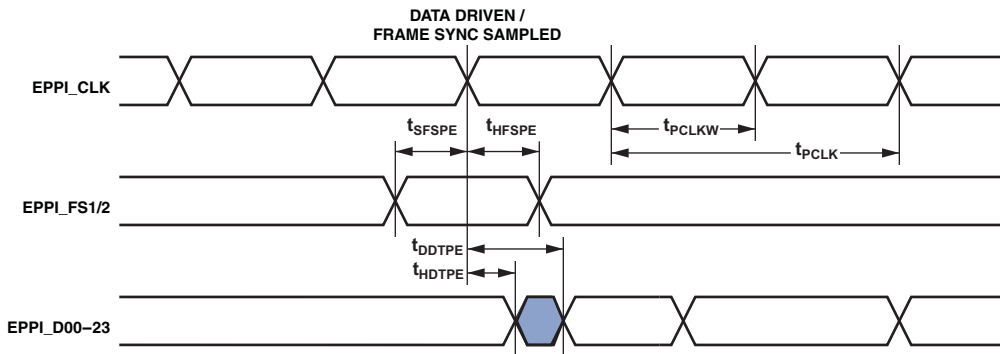 DATA DRIVEN /
FRAME SYNC SAMPLED
EPPI_CLK
tSFSPE
tHFSPE
tPCLKW
tPCLK
EPPI_FS1/2
tDDTPE
tHDTPE
EPPI_D00–23